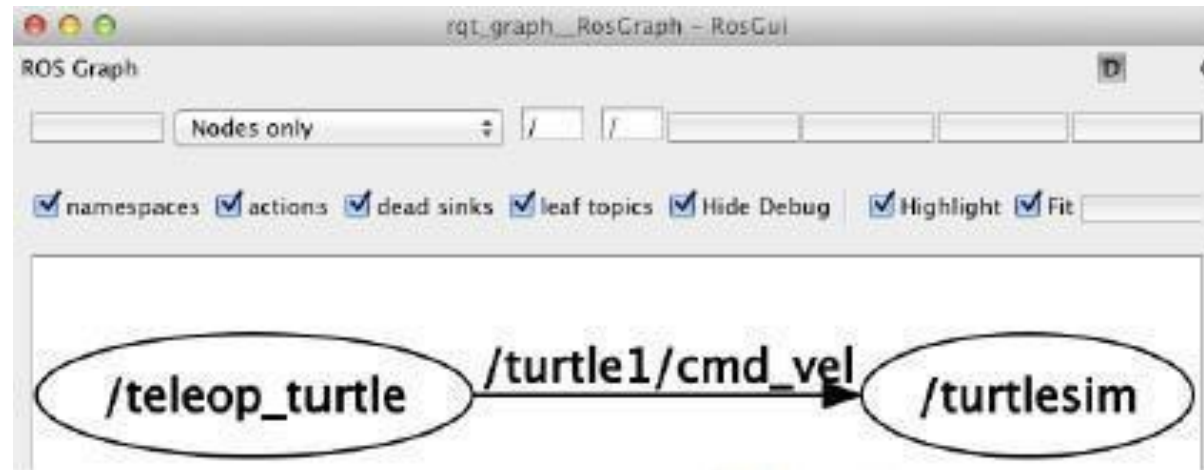 rqt_graph__RosGraph - RosGui
ROS Graph
D
Nodes only
/
/
namespaces actions dead sinks leaf topics Hide Debug Highlight Fit
/turtle1/cmd_vel
/teleop_turtle
/turtlesim